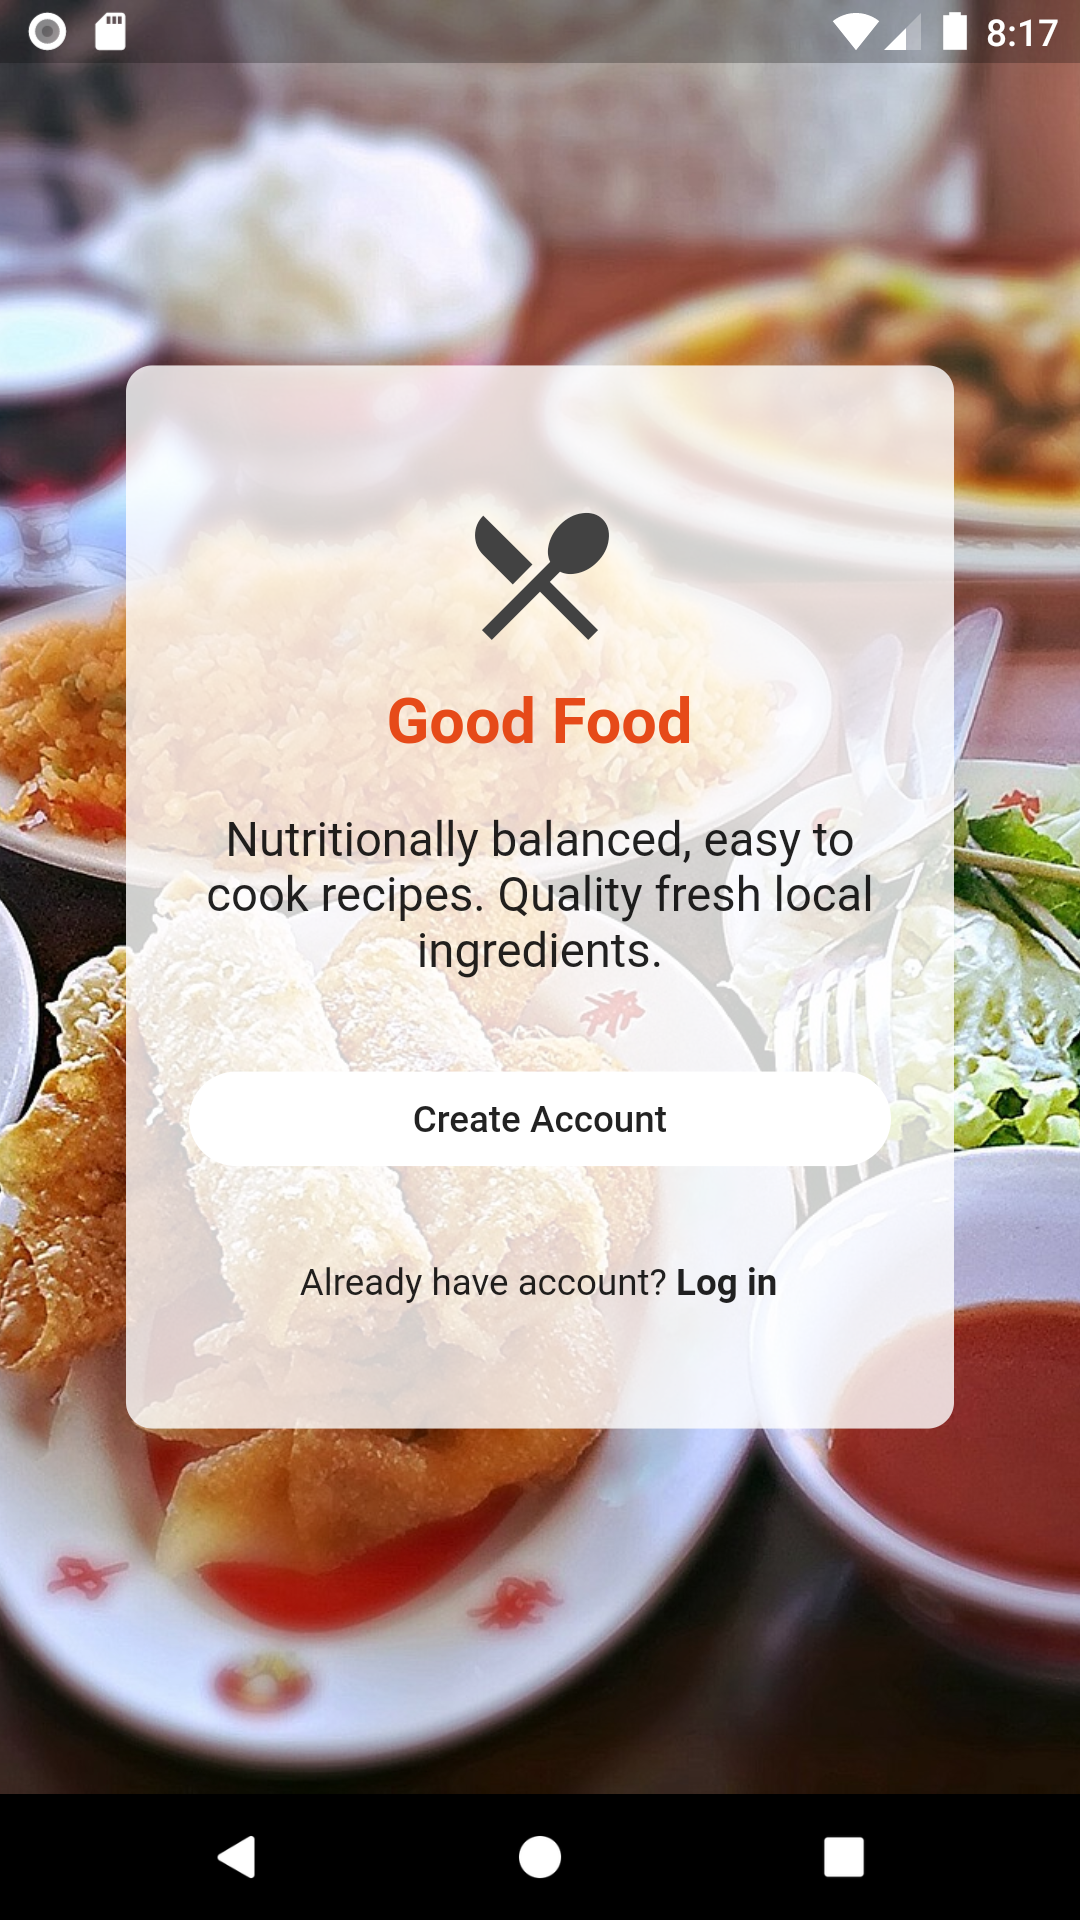 8:17
Good Food
Nutritionally balanced, easy to
cook recipes. Quality fresh local
ingredients.
Create Account
Already have account? Log in